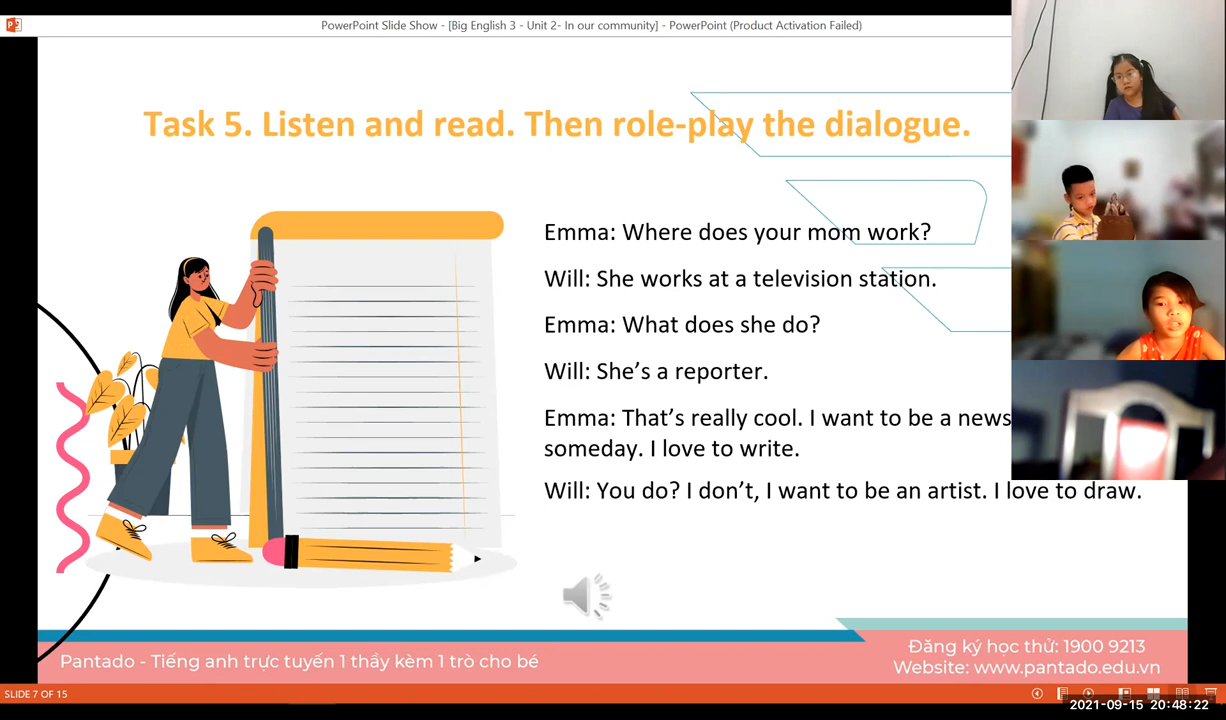 PowerPoint Slide Show - [Big English 3 - Unit 2- In our community] - PowerPoint (Product Activation Failed)
Task 5. Listen and read. Then role-play the dialogue.
Emma: Where does your mom work?
Will: She works at a television station.
Emma: What does she do?
Will: She's a reporter.
Emma: That's really cool. I want to be a news
someday. I love to write.
Will: You do? I don't, I want to be an artist. I love to draw.
Pantado - Tiếng anh trực tuyến 1 thầy kèm 1 trò cho bé
Đăng ký học thử: 1900 9213
Website: www.pantado.edu.vn
SLIDE 7 OF 15
2021-09-15 20:48:22